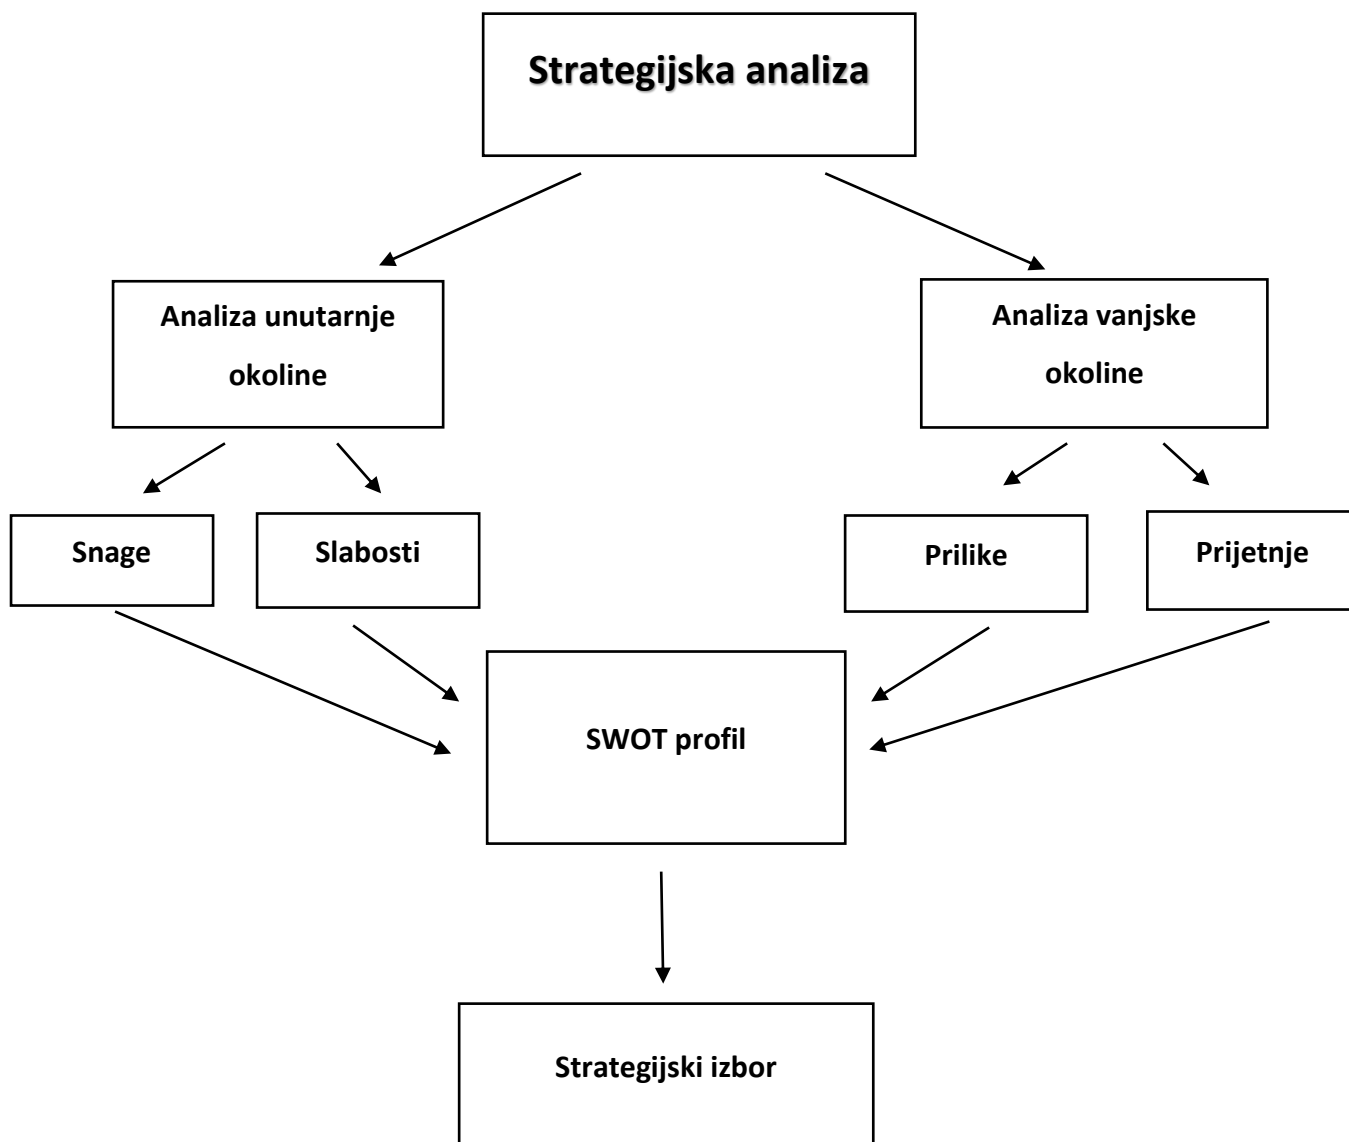 Strategijska analiza
Analiza unutarnje
okoline
Analiza vanjske
okoline
Snage
Slabosti
Prilike
Prijetnje
SWOT profil
Strategijski izbor